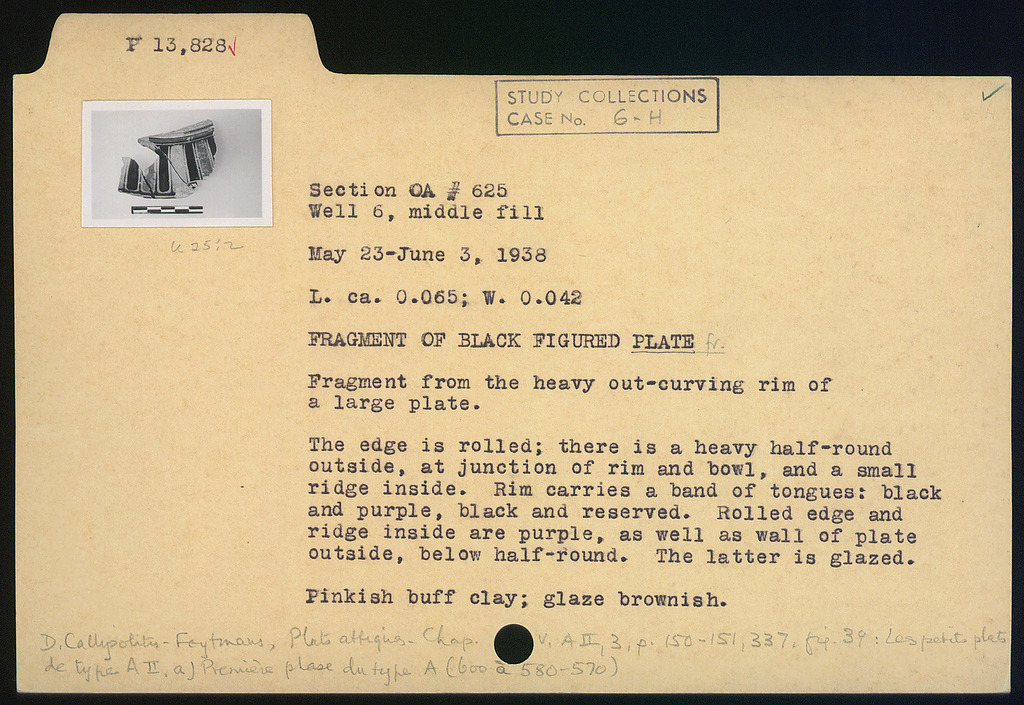 P 13,828✓
STUDY COLLECTIONS
CASE No. 6-H
Section OA # 625
Well 6, middle fill
May 23-June 3, 1938
L. ca. 0.065; W. 0.042
FRAGMENT OF BLACK FIGURED PLATE fr.
Fragment from the heavy out-curving rim of
a large plate.
The edge is rolled; there is a heavy half-round
outside, at junction of rim and bowl, and a small
ridge inside. Rim carries a band of tongues: black
and purple, black and reserved. Rolled edge and
ridge inside are purple, as well as wall of plate
outside, below half-round. The latter is glazed.
Pinkish buff clay; glaze brownish.
D. Callipolitis-Feytmans, Plats attiques - Chap. V. A II, 3, p. 150-151, 337, fig. 39: Les petits plats
de type A II. a) Première phase du type A (600 à 580-570)